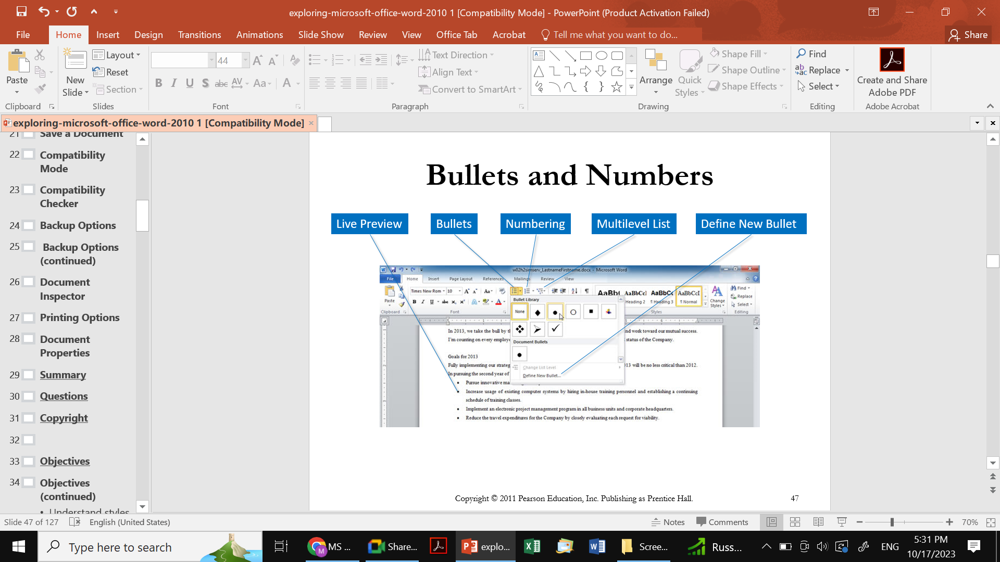 exploring-microsoft-office-word-2010 1 [Compatibility Mode] - PowerPoint (Product Activation Failed)
File Home Insert Design Transitions Animations Slide Show Review View Office Tab Acrobat Tell me what you want to do... Share
Paste
Clipboard
New Slide
Layout
Reset
Section
Slides
44
B I U S abc AV Aa A
Font
Text Direction
Align Text
Convert to SmartArt
Paragraph
Arrange
Quick Styles
Shape Fill
Shape Outline
Shape Effects
Drawing
Find
Replace
Select
Editing
Create and Share Adobe PDF
Adobe Acrobat
exploring-microsoft-office-word-2010 1 [Compatibility Mode]
21 Save a Document
22 Compatibility
Mode
23 Compatibility
Checker
24 Backup Options
25 Backup Options
(continued)
26 Document
Inspector
27 Printing Options
28 Document
Properties
29 Summary
30 Questions
31 Copyright
32
33 Objectives
34 Objectives
(continued)
• Understand styles
Bullets and Numbers
Live Preview Bullets Numbering Multilevel List Define New Bullet
w02h2simserv_LastnameFirstname.docx - Microsoft Word
File Home Insert Page Layout References Mailings Review View
Paste
Clipboard
Times New Rom 10
Font
AaBbCcI AaBbC AaBbCcI
Heading 2 ¶ Heading 3 ¶ Normal
Change Styles
Styles
Find
Replace
Select
Editing
Bullet Library
None
Document Bullets
Change List Level
Define New Bullet...
In 2013, we take the bull by th nd work toward our mutual success.
I'm counting on every employe status of the Company.
Goals for 2013
Fully implementing our strateg 13 will be no less critical than 2012.
In pursuing the second year of
• Pursue innovative ma
• Increase usage of existing computer systems by hiring in-house training personnel and establishing a continuing
schedule of training classes.
• Implement an electronic project management program in all business units and corporate headquarters.
• Reduce the travel expenditures for the Company by closely evaluating each request for viability.
Copyright © 2011 Pearson Education, Inc. Publishing as Prentice Hall. 47
Slide 47 of 127 English (United States) Notes Comments 70%
Type here to search MS ... Share... explo... Scree... Russ... ENG
5:31 PM
10/17/2023